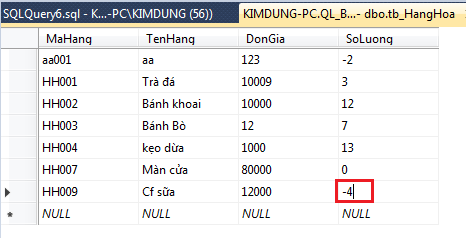 SQLQuery6.sql - K...-PC\KIMDUNG (56))* KIMDUNG-PC.QL_B...- dbo.tb_HangHoa
MaHang TenHang DonGia SoLuong
aa001 aa 123 -2
HH001 Trà đá 10009 3
HH002 Bánh khoai 10000 12
HH003 Bánh Bò 12 7
HH004 kẹo dừa 1000 13
HH007 Màn cửa 80000 0
HH009 Cf sữa 12000 -4
NULL NULL NULL NULL